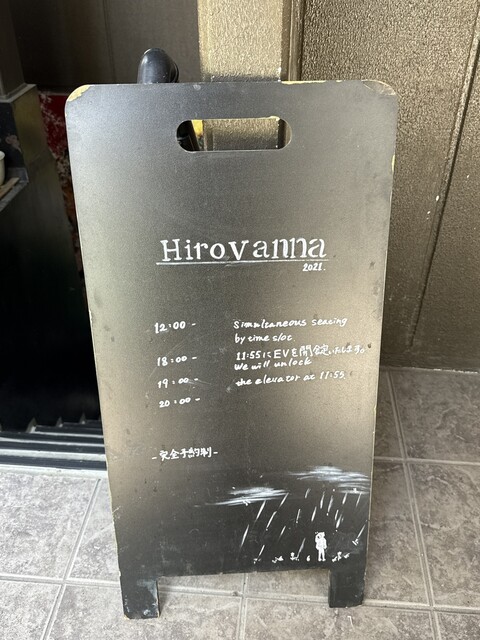 Hirovanna
2021.
12:00 - Simultaneous seating
by time slot
18:00 - 11:55にEVを開錠いたします。
We will unlock
19:00 - the elevator at 11:55.
20:00 -
-完全予約制-